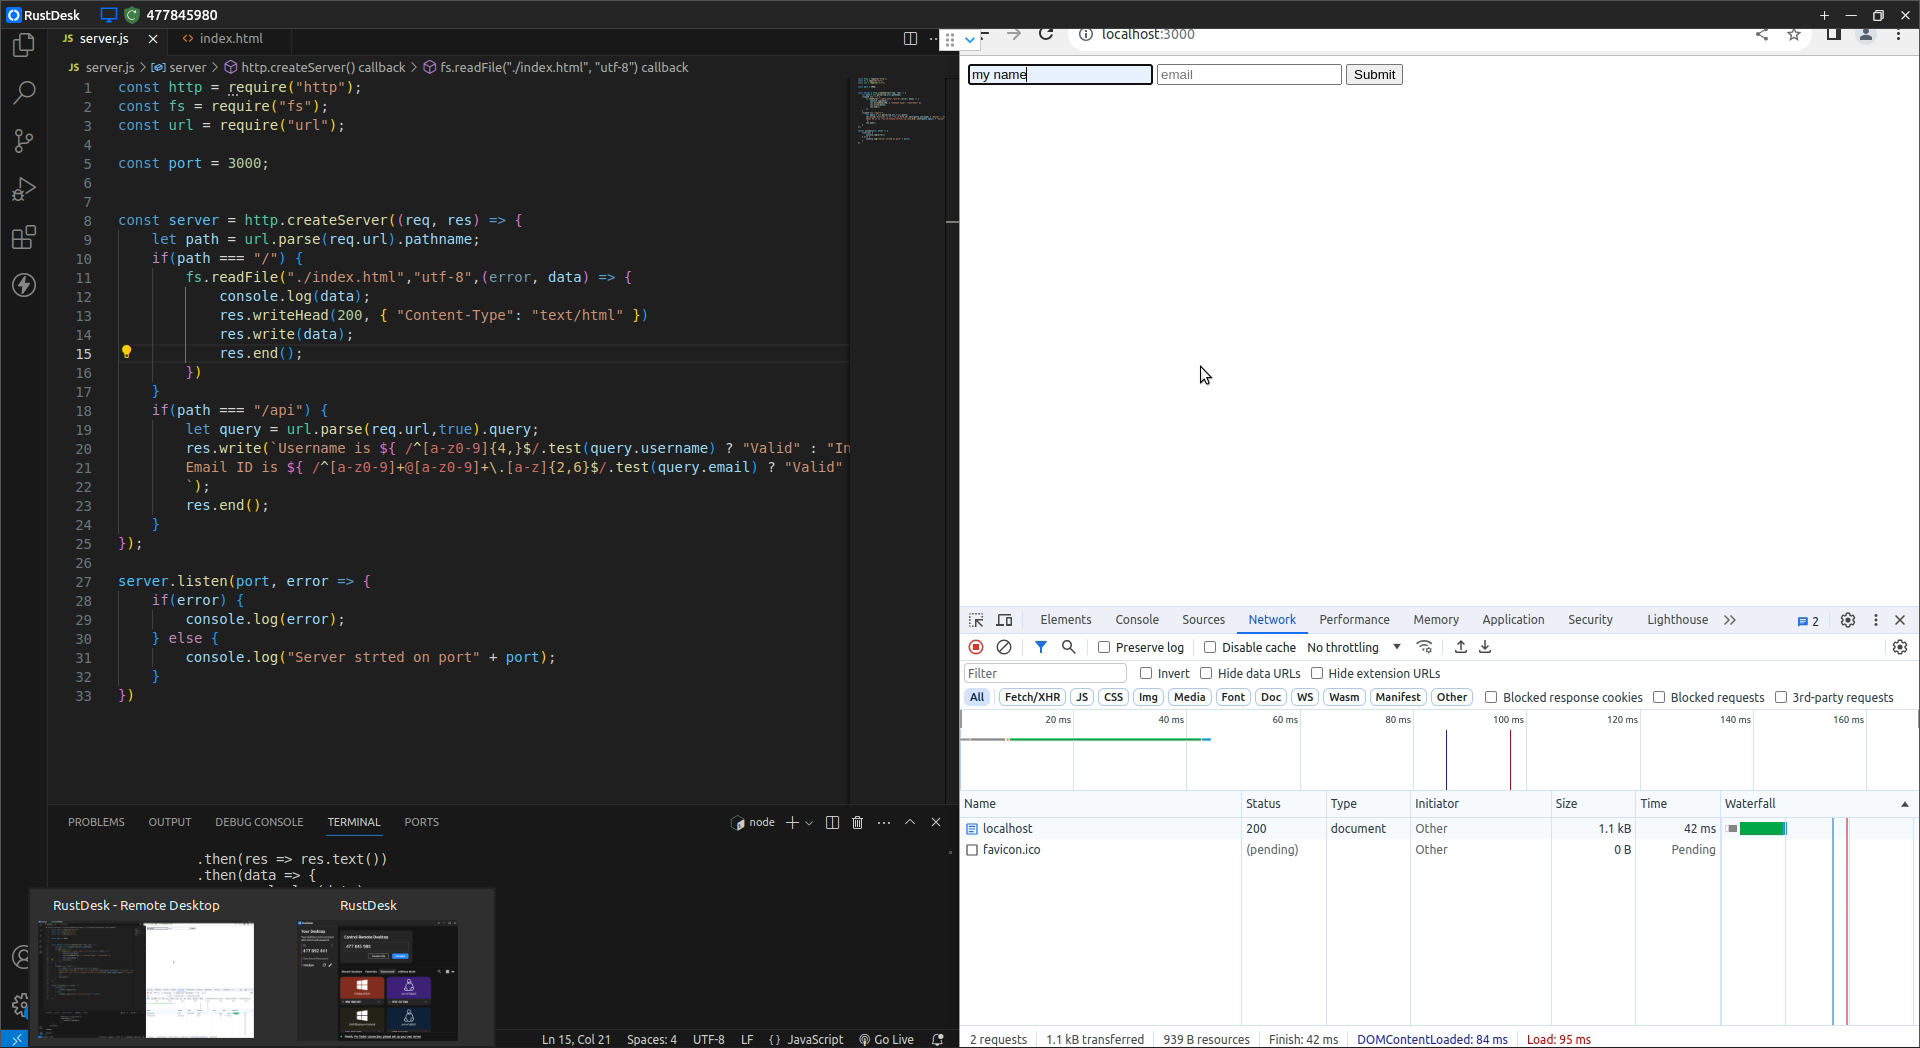 RustDesk
477845980
JS server.js
<> index.html
localhost:3000
JS server.js > server > http.createServer() callback > fs.readFile("./index.html", "utf-8") callback
1 const http = require("http");
2 const fs = require("fs");
3 const url = require("url");
4
5 const port = 3000;
6
7
8 const server = http.createServer((req, res) => {
9 let path = url.parse(req.url).pathname;
10 if(path === "/") {
11 fs.readFile("./index.html","utf-8",(error, data) => {
12 console.log(data);
13 res.writeHead(200, { "Content-Type": "text/html" })
14 res.write(data);
15 res.end();
16 })
17 }
18 if(path === "/api") {
19 let query = url.parse(req.url,true).query;
20 res.write(`Username is ${ /^[a-z0-9]{4,}$/.test(query.username) ? "Valid" : "In
21 Email ID is ${ /^[a-z0-9]+@[a-z0-9]+\.[a-z]{2,6}$/.test(query.email) ? "Valid"
22 `);
23 res.end();
24 }
25 });
26
27 server.listen(port, error => {
28 if(error) {
29 console.log(error);
30 } else {
31 console.log("Server strted on port" + port);
32 }
33 })
PROBLEMS OUTPUT DEBUG CONSOLE TERMINAL PORTS
node
.then(res => res.text())
.then(data => {
RustDesk - Remote Desktop
RustDesk
Ln 15, Col 21 Spaces: 4 UTF-8 LF {} JavaScript Go Live
my name
email
Submit
Elements Console Sources Network Performance Memory Application Security Lighthouse
2
Preserve log Disable cache No throttling
Filter Invert Hide data URLs Hide extension URLs
All Fetch/XHR JS CSS Img Media Font Doc WS Wasm Manifest Other Blocked response cookies Blocked requests 3rd-party requests
20 ms 40 ms 60 ms 80 ms 100 ms 120 ms 140 ms 160 ms
Name Status Type Initiator Size Time Waterfall
localhost 200 document Other 1.1 kB 42 ms
favicon.ico (pending) Other 0 B Pending
2 requests 1.1 kB transferred 939 B resources Finish: 42 ms DOMContentLoaded: 84 ms Load: 95 ms